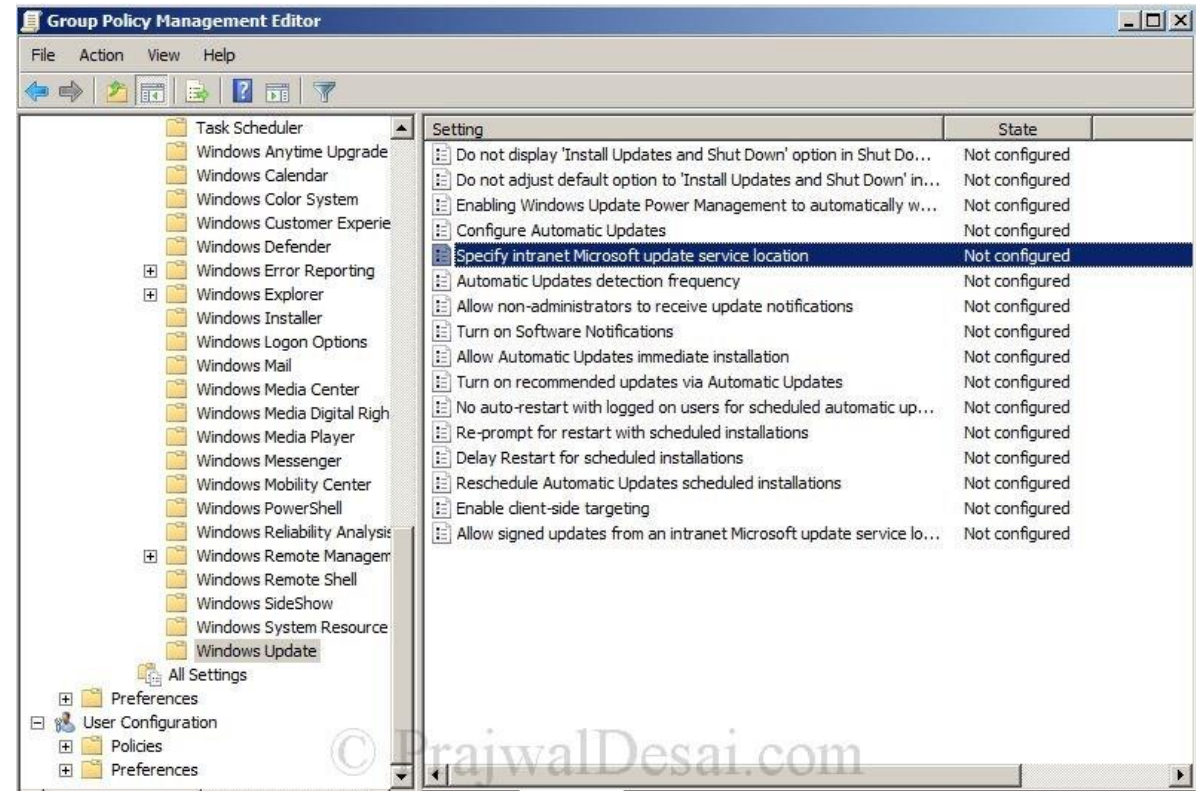 Group Policy Management Editor
File Action View Help
Task Scheduler
Windows Anytime Upgrade
Windows Calendar
Windows Color System
Windows Customer Experie
Windows Defender
Windows Error Reporting
Windows Explorer
Windows Installer
Windows Logon Options
Windows Mail
Windows Media Center
Windows Media Digital Righ
Windows Media Player
Windows Messenger
Windows Mobility Center
Windows PowerShell
Windows Reliability Analysis
Windows Remote Managem
Windows Remote Shell
Windows SideShow
Windows System Resource
Windows Update
All Settings
Preferences
User Configuration
Policies
Preferences
Setting State
Do not display 'Install Updates and Shut Down' option in Shut Do... Not configured
Do not adjust default option to 'Install Updates and Shut Down' in... Not configured
Enabling Windows Update Power Management to automatically w... Not configured
Configure Automatic Updates Not configured
Specify intranet Microsoft update service location Not configured
Automatic Updates detection frequency Not configured
Allow non-administrators to receive update notifications Not configured
Turn on Software Notifications Not configured
Allow Automatic Updates immediate installation Not configured
Turn on recommended updates via Automatic Updates Not configured
No auto-restart with logged on users for scheduled automatic up... Not configured
Re-prompt for restart with scheduled installations Not configured
Delay Restart for scheduled installations Not configured
Reschedule Automatic Updates scheduled installations Not configured
Enable client-side targeting Not configured
Allow signed updates from an intranet Microsoft update service lo... Not configured
© PrajwalDesai.com